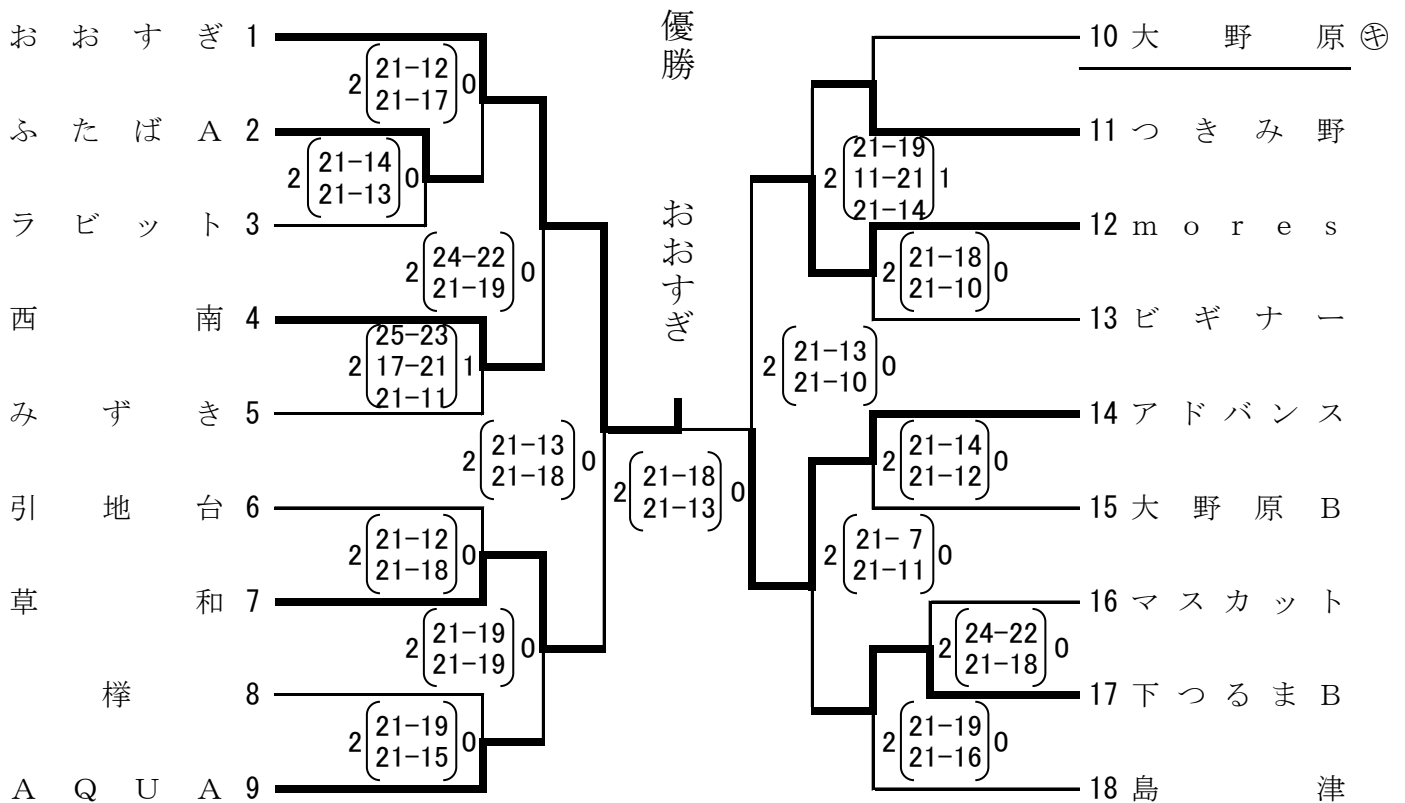 優勝
おおすぎ
おおすぎ 1
ふたばA 2
ラビット 3
西南 4
みずき 5
引地台 6
草和 7
欅 8
AQUA 9
2 21-12 0
21-17
2 21-14 0
21-13
2 24-22 0
21-19
25-23
2 17-21 1
21-11
2 21-13 0
21-18
2 21-12 0
21-18
2 21-19 0
21-19
2 21-19 0
21-15
2 21-18 0
21-13
10 大野原 ㋖
11 つきみ野
12 mores
13 ビギナー
14 アドバンス
15 大野原B
16 マスカット
17 下つるまB
18 島津
21-19
2 11-21 1
21-14
2 21-18 0
21-10
2 21-13 0
21-10
2 21-14 0
21-12
2 21- 7 0
21-11
2 24-22 0
21-18
2 21-19 0
21-16